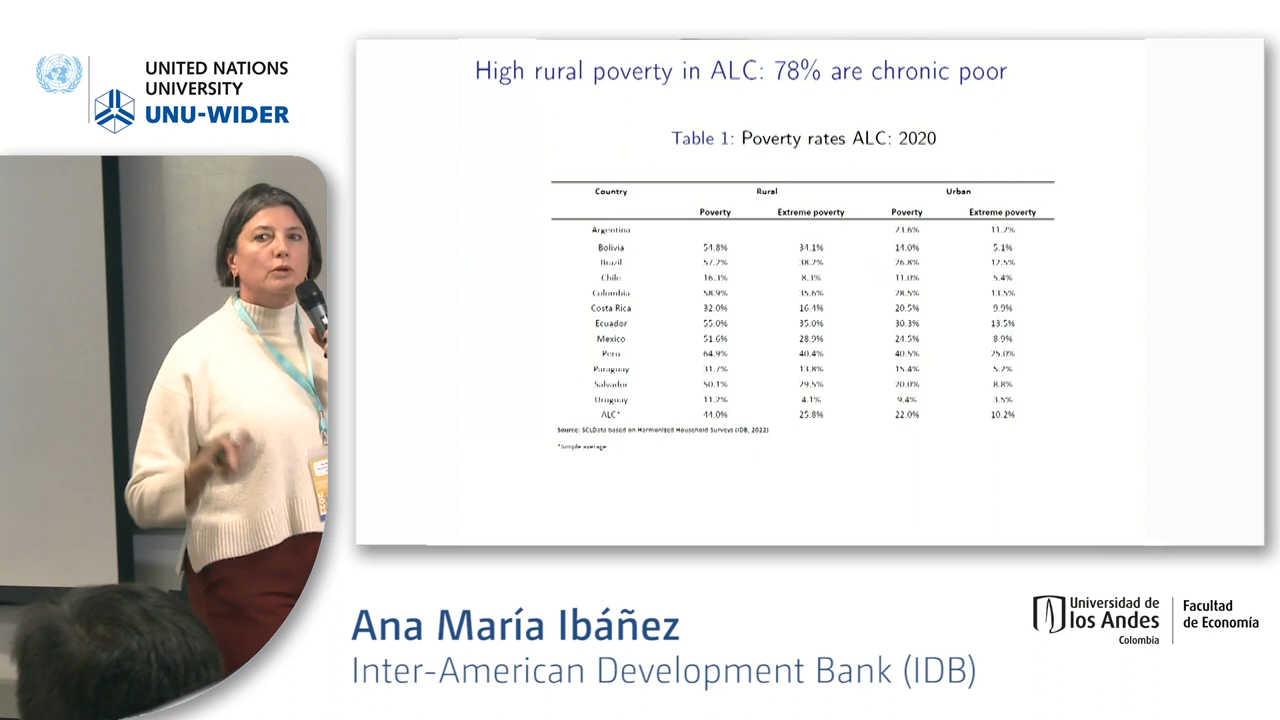 UNITED NATIONS
UNIVERSITY
UNU-WIDER
High rural poverty in ALC: 78% are chronic poor
Table 1: Poverty rates ALC: 2020
Country Rural Urban
Poverty Extreme poverty Poverty Extreme poverty
Argentina 23.6% 11.2%
Bolivia 54.8% 34.1% 14.0% 5.1%
Brazil 57.2% 38.2% 26.8% 12.5%
Chile 16.3% 8.3% 11.0% 5.4%
Colombia 58.9% 35.6% 28.5% 13.5%
Costa Rica 32.0% 16.4% 20.5% 9.9%
Ecuador 55.0% 35.0% 30.3% 13.5%
Mexico 51.6% 28.9% 24.5% 8.9%
Peru 64.9% 40.4% 40.5% 25.0%
Paraguay 31.7% 13.8% 15.4% 5.2%
Salvador 50.1% 29.5% 20.0% 8.8%
Uruguay 11.2% 4.1% 9.4% 3.5%
ALC* 44.0% 25.8% 22.0% 10.2%
Source: SCLData based on Harmonized Household Surveys (IDB, 2022)
*Simple average
Ana María Ibáñez
Inter-American Development Bank (IDB)
Universidad de
los Andes
Colombia
Facultad
de Economía